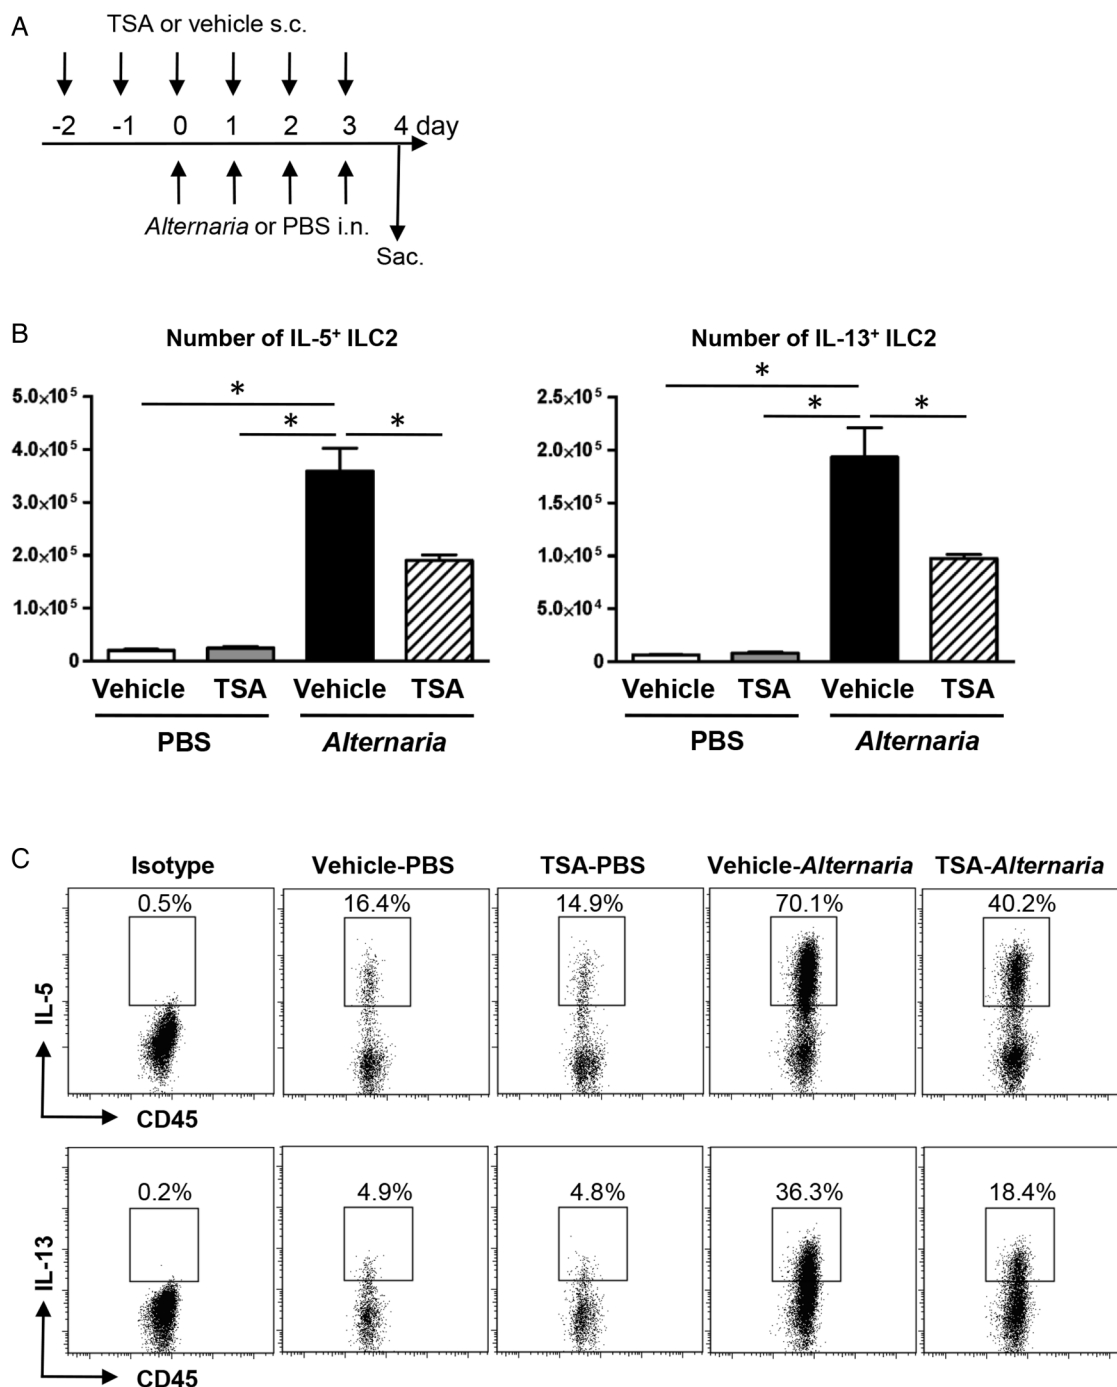 A
TSA or vehicle s.c.
-2 -1 0 1 2 3 4 day
Alternaria or PBS i.n.
Sac.
B
Number of IL-5⁺ ILC2
5.0×10⁵
4.0×10⁵
3.0×10⁵
2.0×10⁵
1.0×10⁵
0
* * *
Vehicle TSA Vehicle TSA
PBS Alternaria
Number of IL-13⁺ ILC2
2.5×10⁵
2.0×10⁵
1.5×10⁵
1.0×10⁵
5.0×10⁴
0
* * *
Vehicle TSA Vehicle TSA
PBS Alternaria
C
Isotype Vehicle-PBS TSA-PBS Vehicle-Alternaria TSA-Alternaria
0.5% 16.4% 14.9% 70.1% 40.2%
IL-5
CD45
0.2% 4.9% 4.8% 36.3% 18.4%
IL-13
CD45